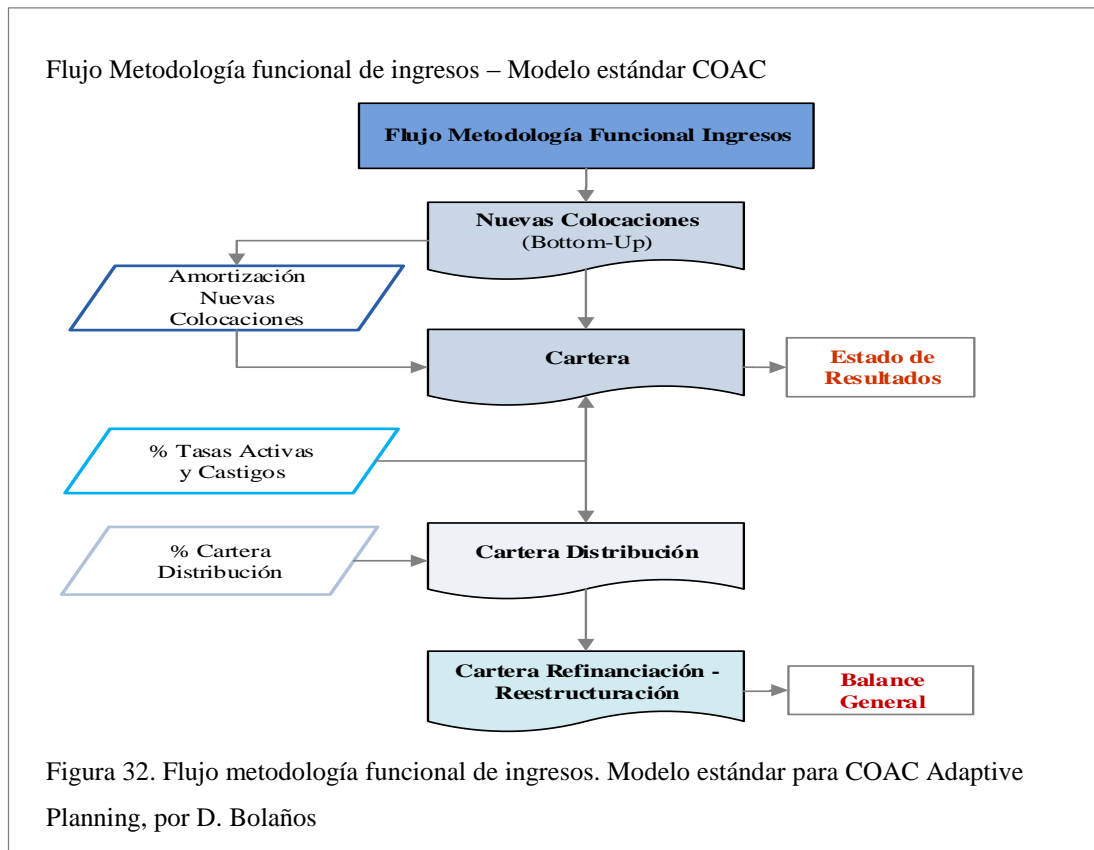 Flujo Metodología funcional de ingresos – Modelo estándar COAC
Flujo Metodología Funcional Ingresos
Nuevas Colocaciones
(Bottom-Up)
Amortización
Nuevas
Colocaciones
Cartera
Estado de
Resultados
% Tasas Activas
y Castigos
Cartera Distribución
% Cartera
Distribución
Cartera Refinanciación -
Reestructuración
Balance
General
Figura 32. Flujo metodología funcional de ingresos. Modelo estándar para COAC Adaptive
Planning, por D. Bolaños